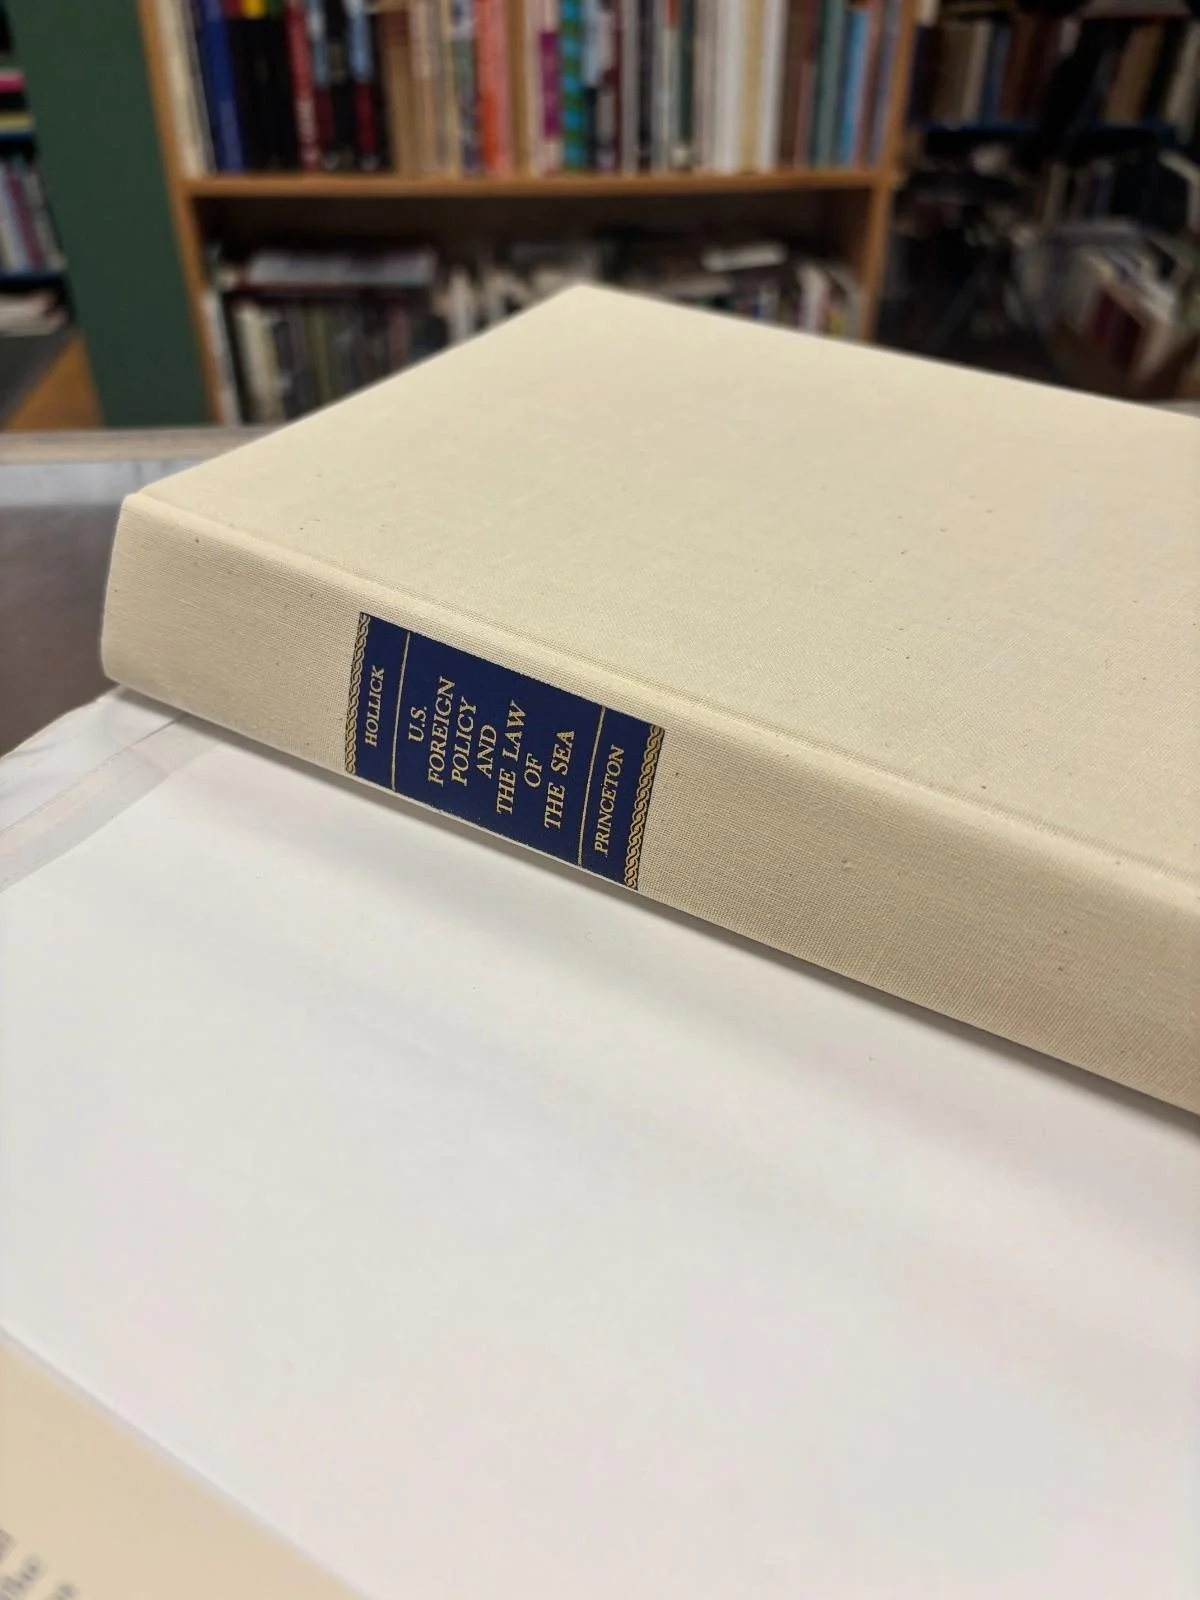 HOLLICK
U.S.
FOREIGN
POLICY
AND
THE LAW
OF
THE SEA
PRINCETON